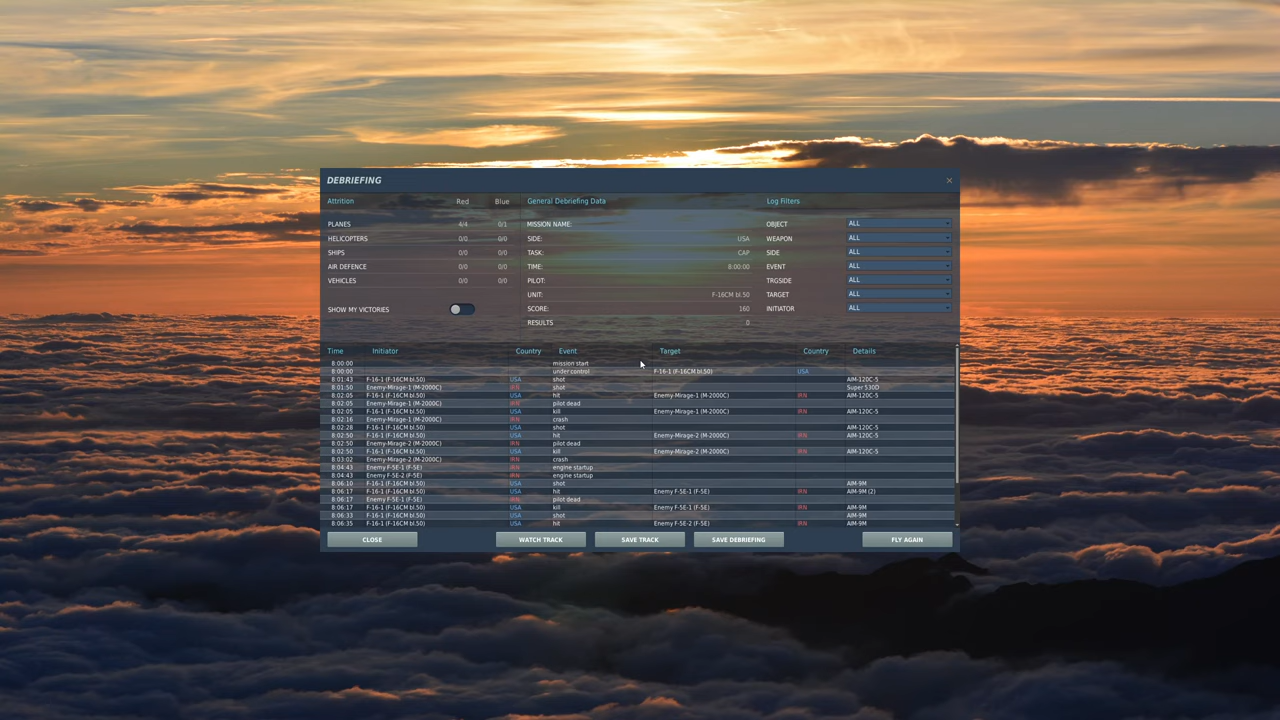 DEBRIEFING
Attrition Red Blue General Debriefing Data Log Filters
PLANES 4/4 0/1 MISSION NAME: OBJECT ALL
HELICOPTERS 0/0 0/0 SIDE: USA WEAPON ALL
SHIPS 0/0 0/0 TASK: CAP SIDE ALL
AIR DEFENCE 0/0 0/0 TIME: 8:00:00 EVENT ALL
VEHICLES 0/0 0/0 PILOT: TRGSIDE ALL
UNIT: F-16CM bl.50 TARGET ALL
SHOW MY VICTORIES SCORE: 160 INITIATOR ALL
RESULTS 0
Time Initiator Country Event Target Country Details
8:00:00 mission start
8:00:00 under control F-16-1 (F-16CM bl.50) USA
8:01:43 F-16-1 (F-16CM bl.50) USA shot AIM-120C-5
8:01:50 Enemy-Mirage-1 (M-2000C) IRN shot Super 530D
8:02:05 F-16-1 (F-16CM bl.50) USA hit Enemy-Mirage-1 (M-2000C) IRN AIM-120C-5
8:02:05 Enemy-Mirage-1 (M-2000C) IRN pilot dead
8:02:05 F-16-1 (F-16CM bl.50) USA kill Enemy-Mirage-1 (M-2000C) IRN AIM-120C-5
8:02:16 Enemy-Mirage-1 (M-2000C) IRN crash
8:02:28 F-16-1 (F-16CM bl.50) USA shot AIM-120C-5
8:02:50 F-16-1 (F-16CM bl.50) USA hit Enemy-Mirage-2 (M-2000C) IRN AIM-120C-5
8:02:50 Enemy-Mirage-2 (M-2000C) IRN pilot dead
8:02:50 F-16-1 (F-16CM bl.50) USA kill Enemy-Mirage-2 (M-2000C) IRN AIM-120C-5
8:03:02 Enemy-Mirage-2 (M-2000C) IRN crash
8:04:43 Enemy F-5E-1 (F-5E) IRN engine startup
8:04:43 Enemy F-5E-2 (F-5E) IRN engine startup
8:06:10 F-16-1 (F-16CM bl.50) USA shot AIM-9M
8:06:17 F-16-1 (F-16CM bl.50) USA hit Enemy F-5E-1 (F-5E) IRN AIM-9M (2)
8:06:17 Enemy F-5E-1 (F-5E) IRN pilot dead
8:06:17 F-16-1 (F-16CM bl.50) USA kill Enemy F-5E-1 (F-5E) IRN AIM-9M
8:06:33 F-16-1 (F-16CM bl.50) USA shot AIM-9M
8:06:35 F-16-1 (F-16CM bl.50) USA hit Enemy F-5E-2 (F-5E) IRN AIM-9M
CLOSE WATCH TRACK SAVE TRACK SAVE DEBRIEFING FLY AGAIN